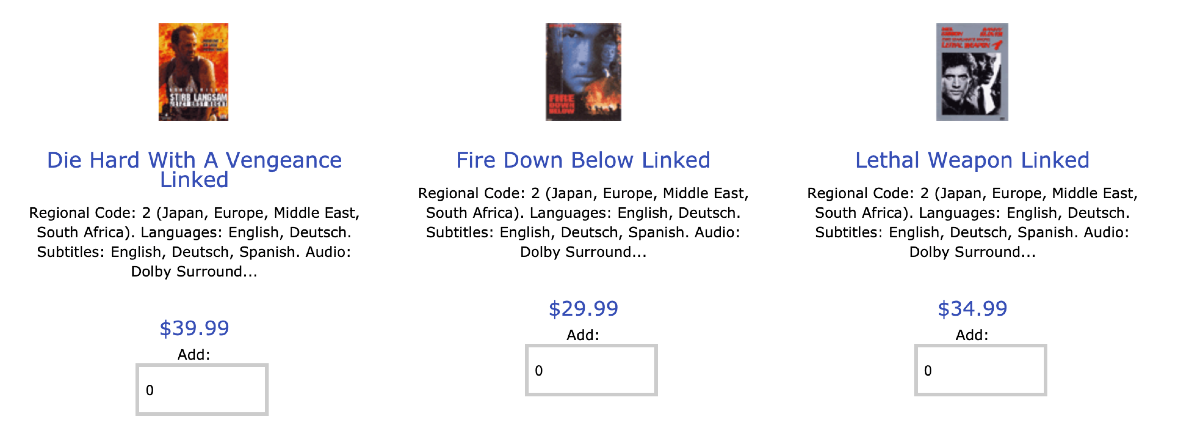 STIRB LANGSAM
JETZT ERST RECHT
FIRE
DOWN
BELOW
LETHAL WEAPON
Die Hard With A Vengeance
Linked
Regional Code: 2 (Japan, Europe, Middle East,
South Africa). Languages: English, Deutsch.
Subtitles: English, Deutsch, Spanish. Audio:
Dolby Surround...
$39.99
Add:
0
Fire Down Below Linked
Regional Code: 2 (Japan, Europe, Middle East,
South Africa). Languages: English, Deutsch.
Subtitles: English, Deutsch, Spanish. Audio:
Dolby Surround...
$29.99
Add:
0
Lethal Weapon Linked
Regional Code: 2 (Japan, Europe, Middle East,
South Africa). Languages: English, Deutsch.
Subtitles: English, Deutsch, Spanish. Audio:
Dolby Surround...
$34.99
Add:
0